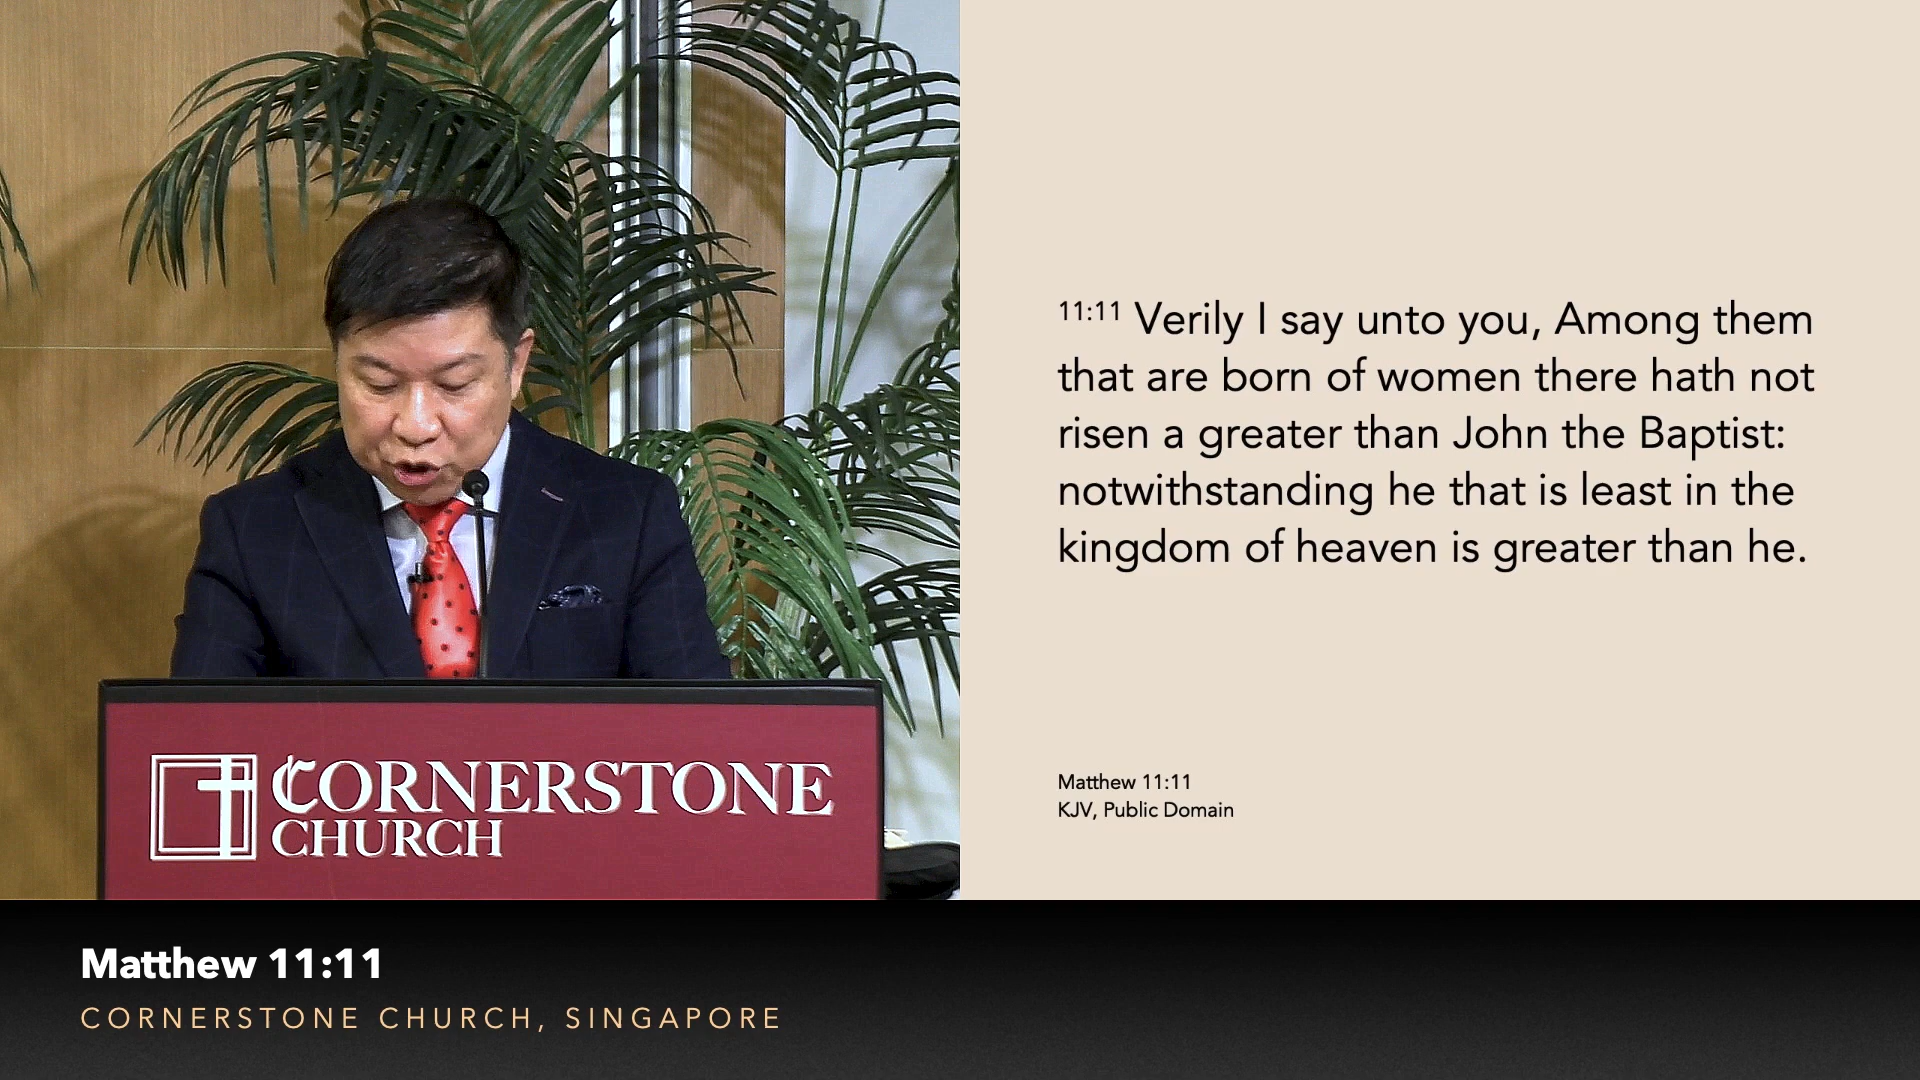 11:11 Verily I say unto you, Among them
that are born of women there hath not
risen a greater than John the Baptist:
notwithstanding he that is least in the
kingdom of heaven is greater than he.
Matthew 11:11
KJV, Public Domain
CORNERSTONE
CHURCH
Matthew 11:11
CORNERSTONE CHURCH, SINGAPORE